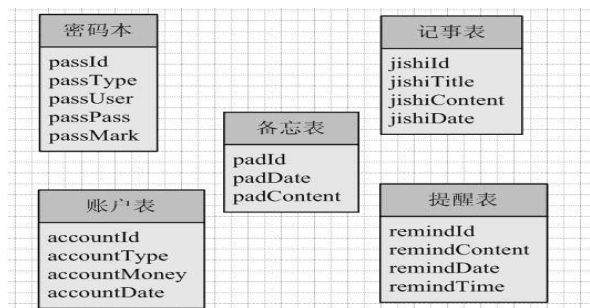 密码本
passId
passType
passUser
passPass
passMark
记事表
jishiId
jishiTitle
jishiContent
jishiDate
备忘表
padId
padDate
padContent
账户表
accountId
accountType
accountMoney
accountDate
提醒表
remindId
remindContent
remindDate
remindTime